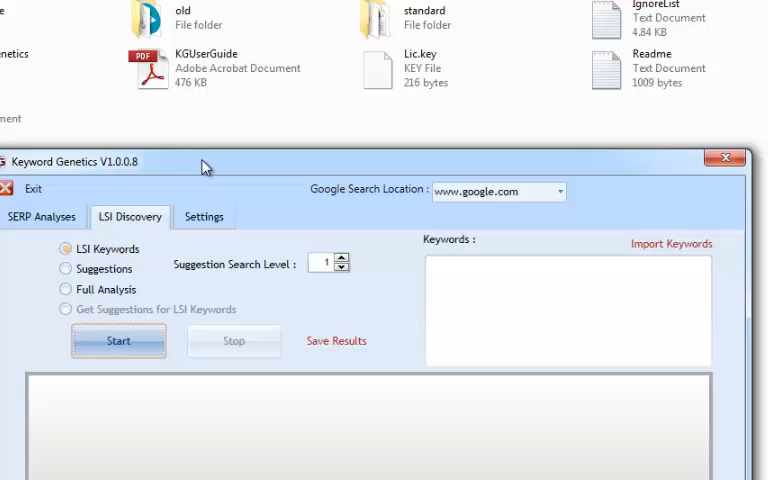 old
File folder
standard
File folder
IgnoreList
Text Document
4.84 KB
enetics
PDF
KGUserGuide
Adobe Acrobat Document
476 KB
Lic.key
KEY File
216 bytes
Readme
Text Document
1009 bytes
ment
Keyword Genetics V1.0.0.8
Exit
Google Search Location :
www.google.com
SERP Analyses
LSI Discovery
Settings
LSI Keywords
Suggestions
Full Analysis
Get Suggestions for LSI Keywords
Suggestion Search Level :
1
Keywords :
Import Keywords
Start
Stop
Save Results